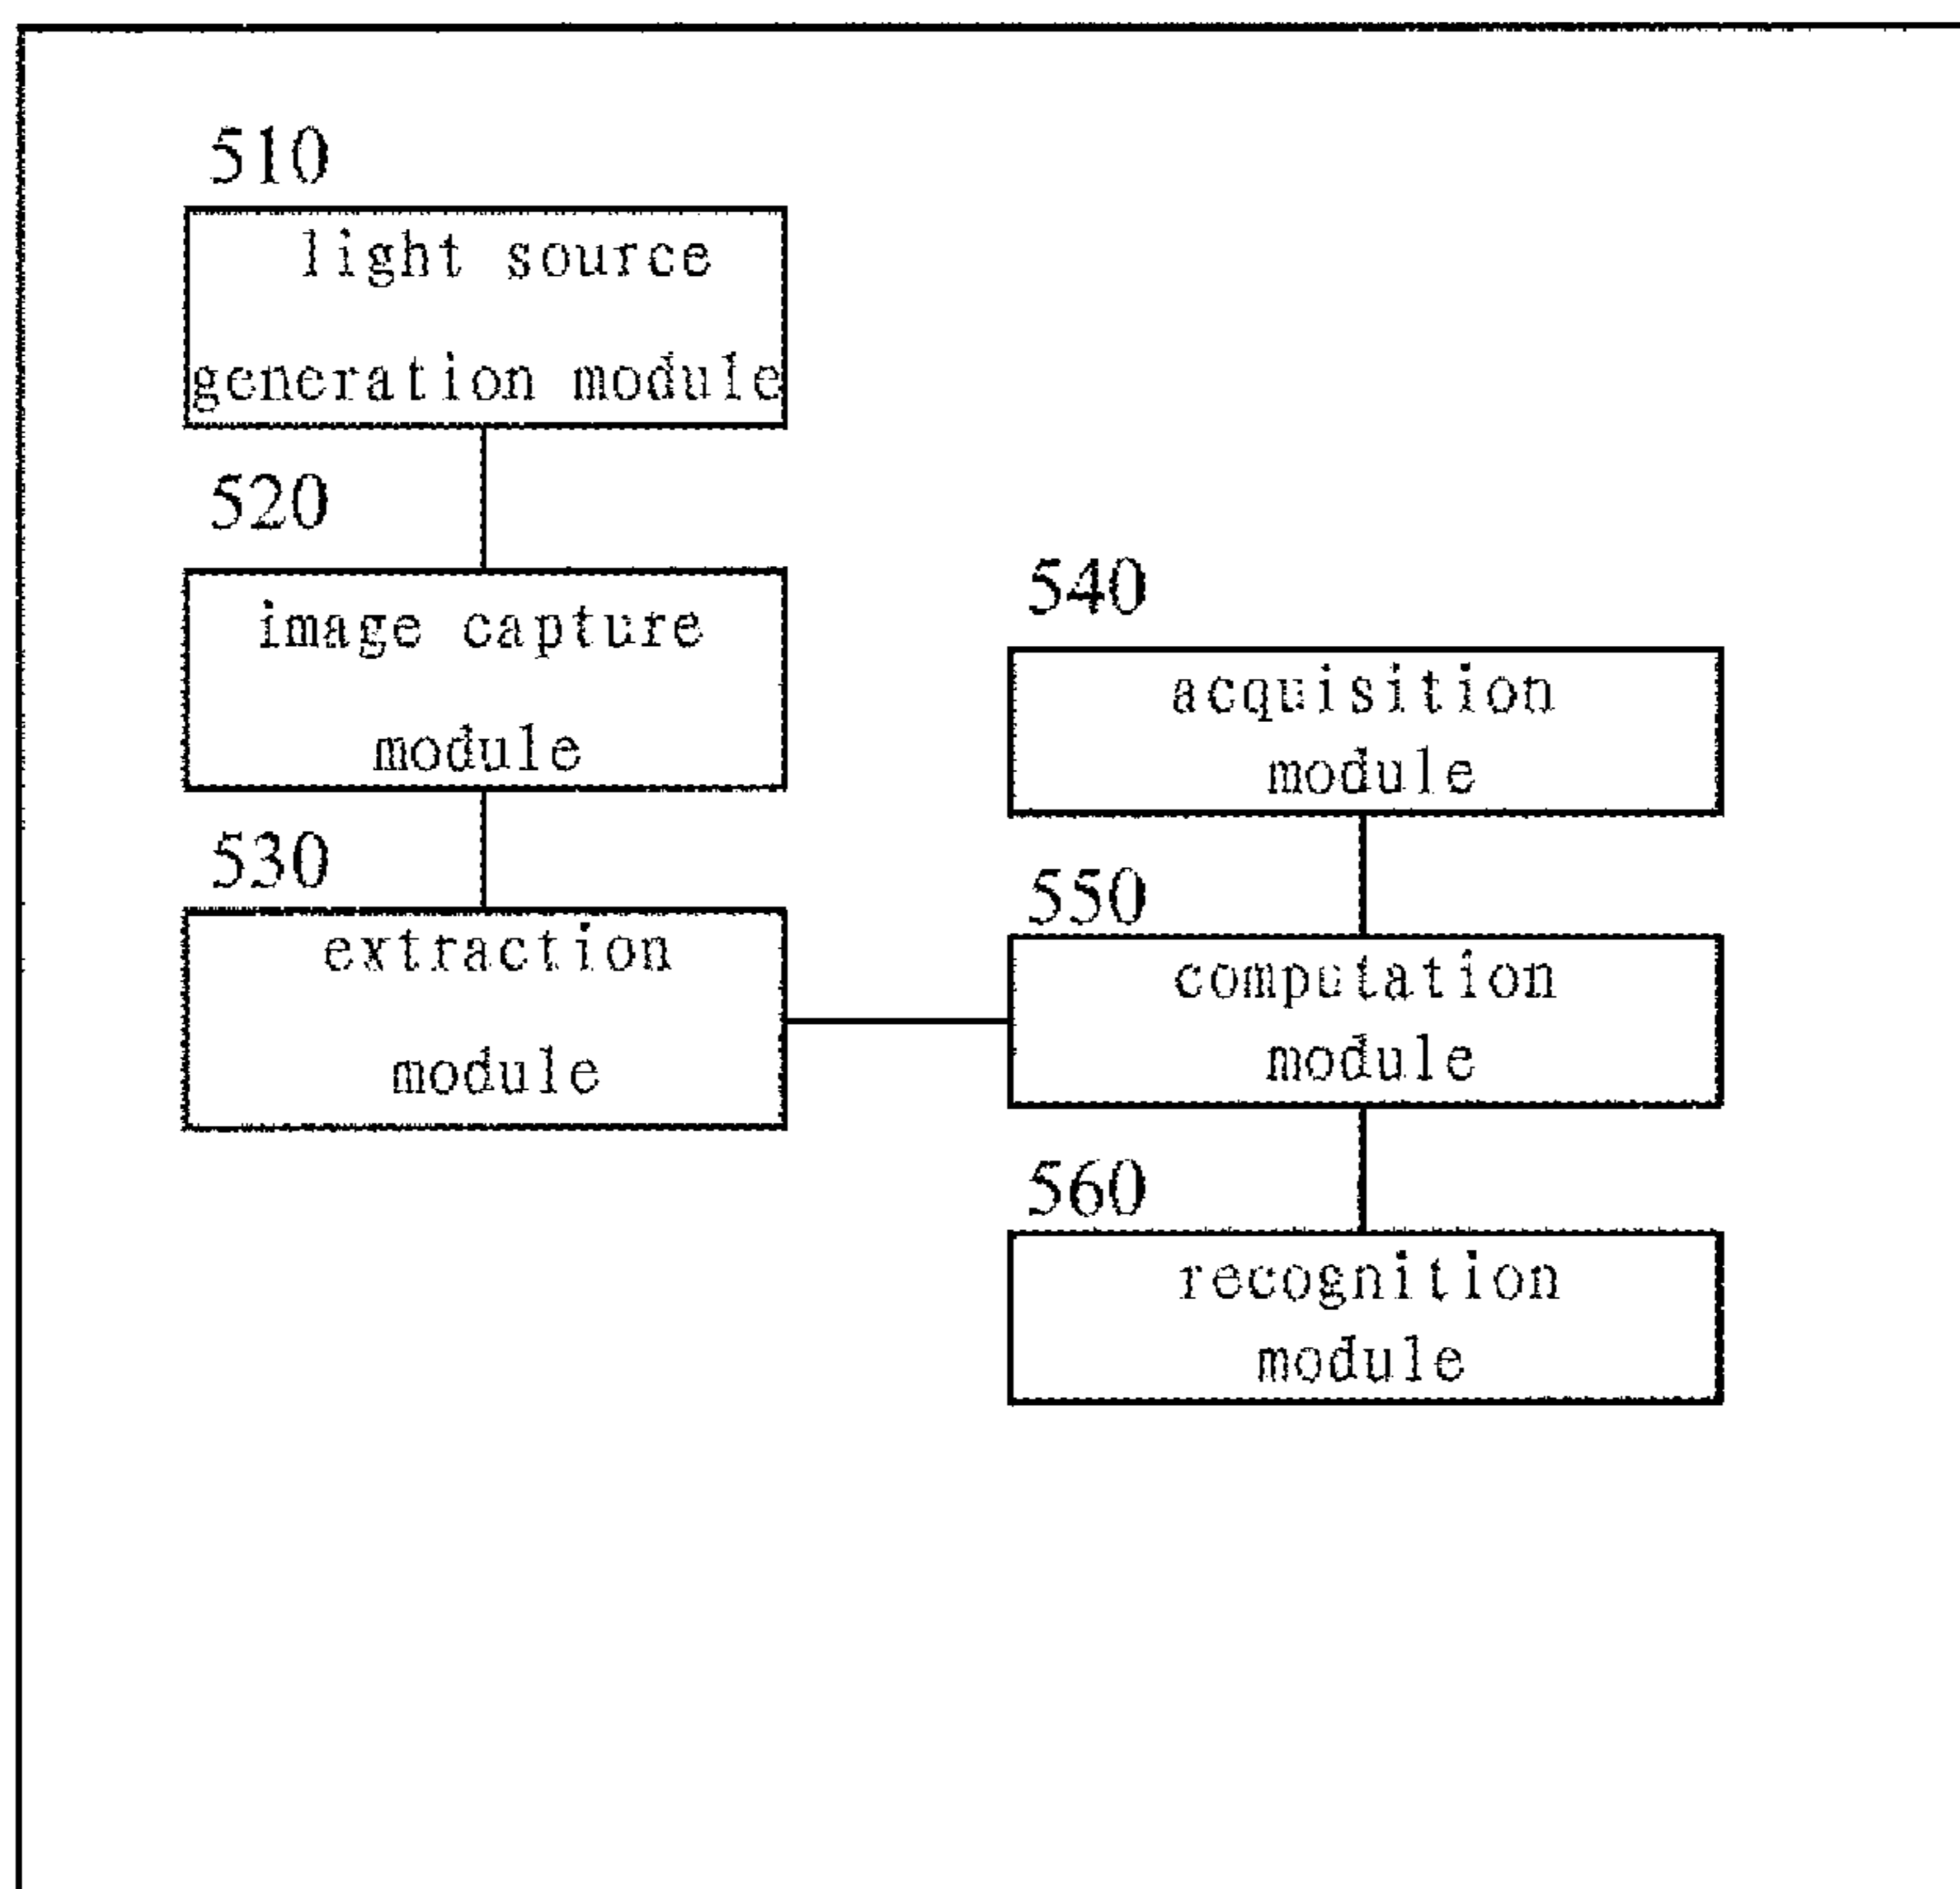 510
light source
generation module
520
image capture
module
530
extraction
module
540
acquisition
module
550
computation
module
560
recognition
module